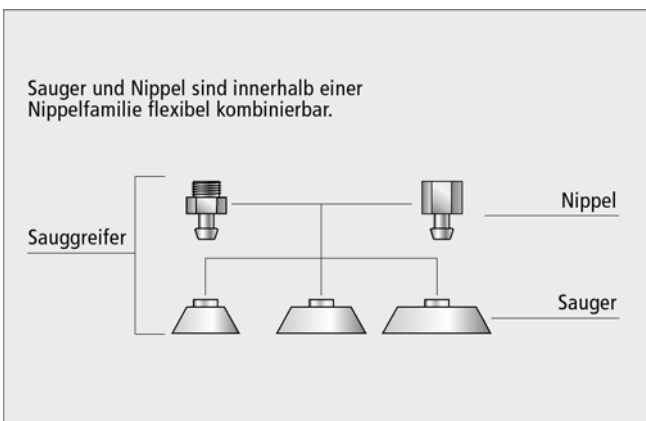 Sauger und Nippel sind innerhalb einer
Nippelfamilie flexibel kombinierbar.
Nippel
Sauggreifer
Sauger